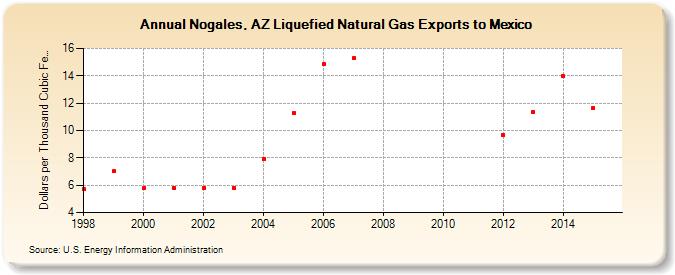 Annual Nogales, AZ Liquefied Natural Gas Exports to Mexico
Dollars per Thousand Cubic Fe...
16
14
12
10
8
6
4
1998 2000 2002 2004 2006 2008 2010 2012 2014
Source: U.S. Energy Information Administration